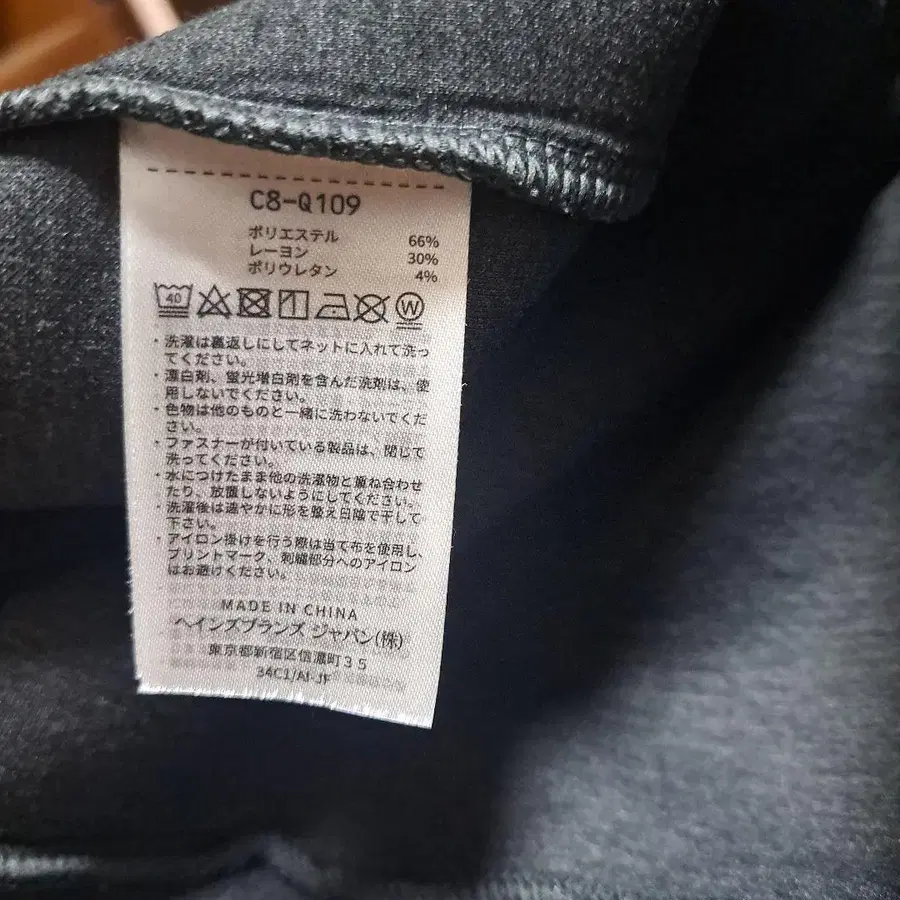 C8-Q109
ポリエステル 66%
レーヨン 30%
ポリウレタン 4%
40 W
・洗濯は裏返しにしてネットに入れて洗っ
てください。
・漂白剤、蛍光増白剤を含んだ洗剤は、使
用しないでください。
・色物は他のものと一緒に洗わないでくだ
さい。
・ファスナーが付いている製品は、閉じて
洗ってください。
・水につけたまま他の洗濯物と重ね合わせ
たり、放置しないようにしてください。
・洗濯後は速やかに形を整え日陰で干して
下さい。
・アイロン掛けを行う際は当て布を使用し、
プリントマーク、刺繍部分へのアイロン
はお避けください。
MADE IN CHINA
ヘインズブランズ ジャパン(株)
東京都新宿区信濃町35
34C1/AI-JF